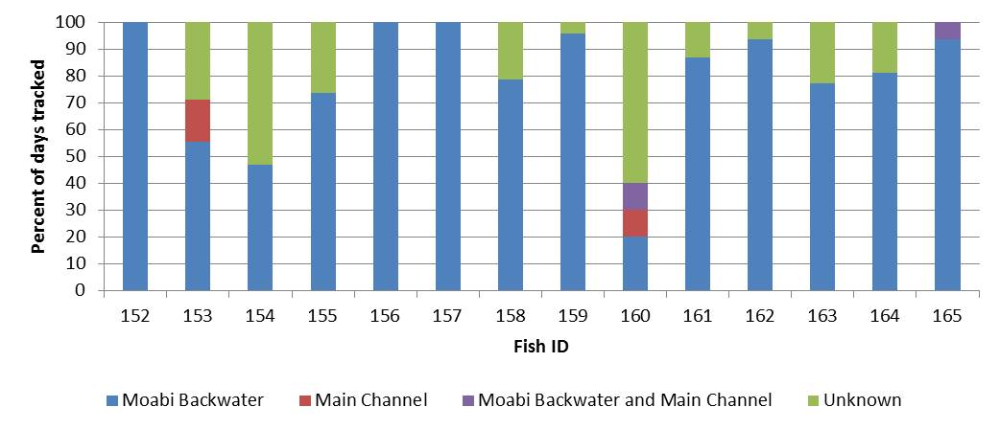 100
90
80
70
60
50
40
30
20
10
0
Percent of days tracked
152 153 154 155 156 157 158 159 160 161 162 163 164 165
Fish ID
Moabi Backwater Main Channel Moabi Backwater and Main Channel Unknown